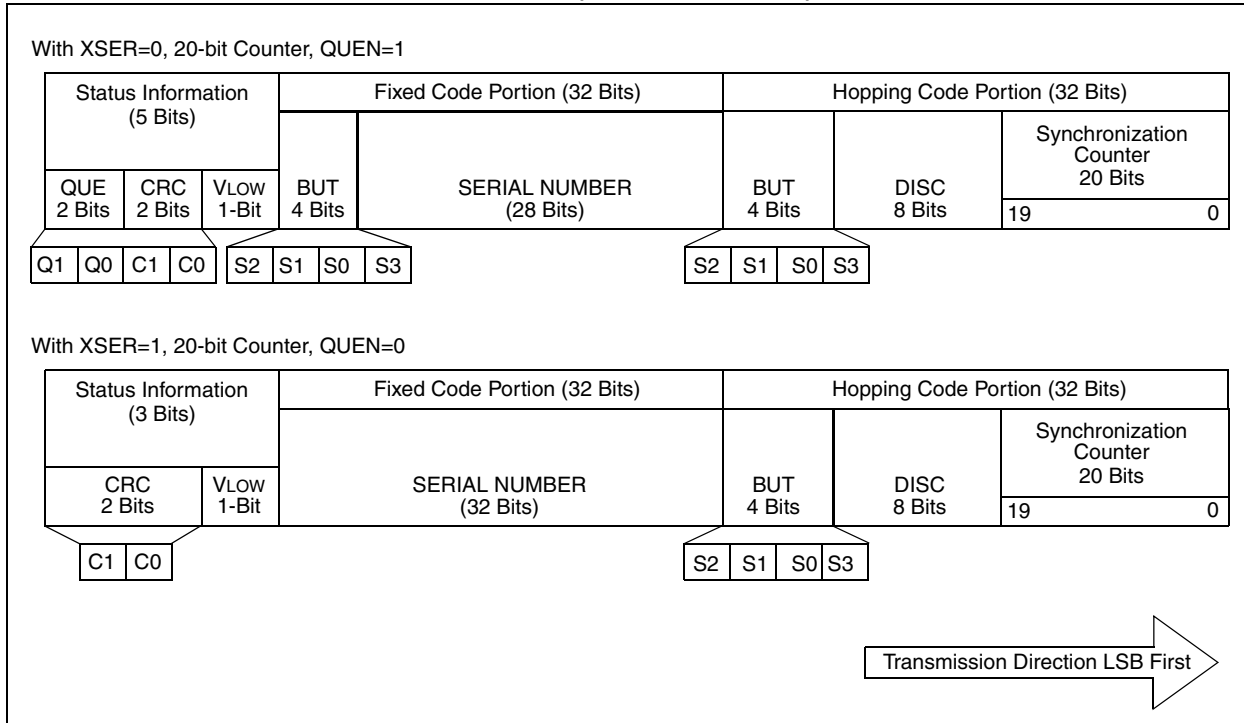 With XSER=0, 20-bit Counter, QUEN=1
Status Information
(5 Bits)
Fixed Code Portion (32 Bits)
Hopping Code Portion (32 Bits)
QUE
2 Bits
CRC
2 Bits
VLOW
1-Bit
BUT
4 Bits
SERIAL NUMBER
(28 Bits)
BUT
4 Bits
DISC
8 Bits
Synchronization
Counter
20 Bits
19 0
Q1 Q0 C1 C0 S2 S1 S0 S3 S2 S1 S0 S3
With XSER=1, 20-bit Counter, QUEN=0
Status Information
(3 Bits)
Fixed Code Portion (32 Bits)
Hopping Code Portion (32 Bits)
CRC
2 Bits
VLOW
1-Bit
SERIAL NUMBER
(32 Bits)
BUT
4 Bits
DISC
8 Bits
Synchronization
Counter
20 Bits
19 0
C1 C0 S2 S1 S0 S3
Transmission Direction LSB First